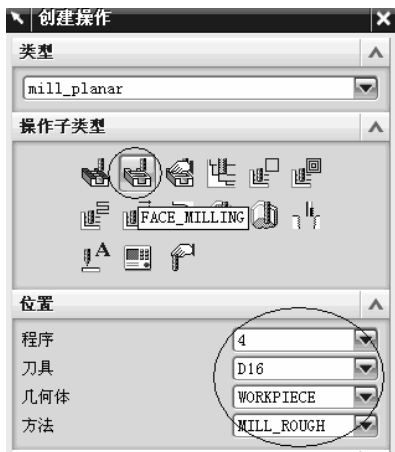 创建操作
类型
mill_planar
操作子类型
FACE_MILLING
A
位置
程序 4
刀具 D16
几何体 WORKPIECE
方法 MILL_ROUGH